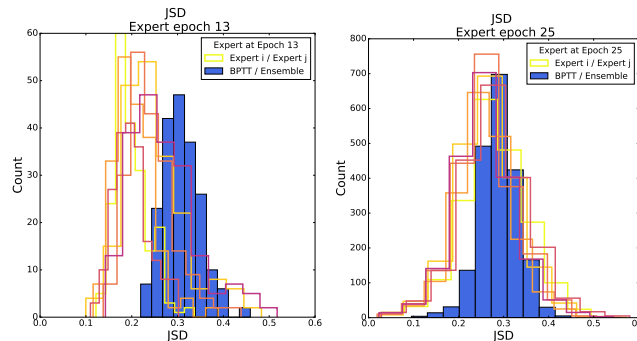 JSD
Expert epoch 13
Expert at Epoch 13
Expert i / Expert j
BPTT / Ensemble
Count
60
50
40
30
20
10
0
0.0 0.1 0.2 0.3 0.4 0.5 0.6
JSD
JSD
Expert epoch 25
Expert at Epoch 25
Expert i / Expert j
BPTT / Ensemble
Count
800
700
600
500
400
300
200
100
0
0.0 0.1 0.2 0.3 0.4 0.5
JSD